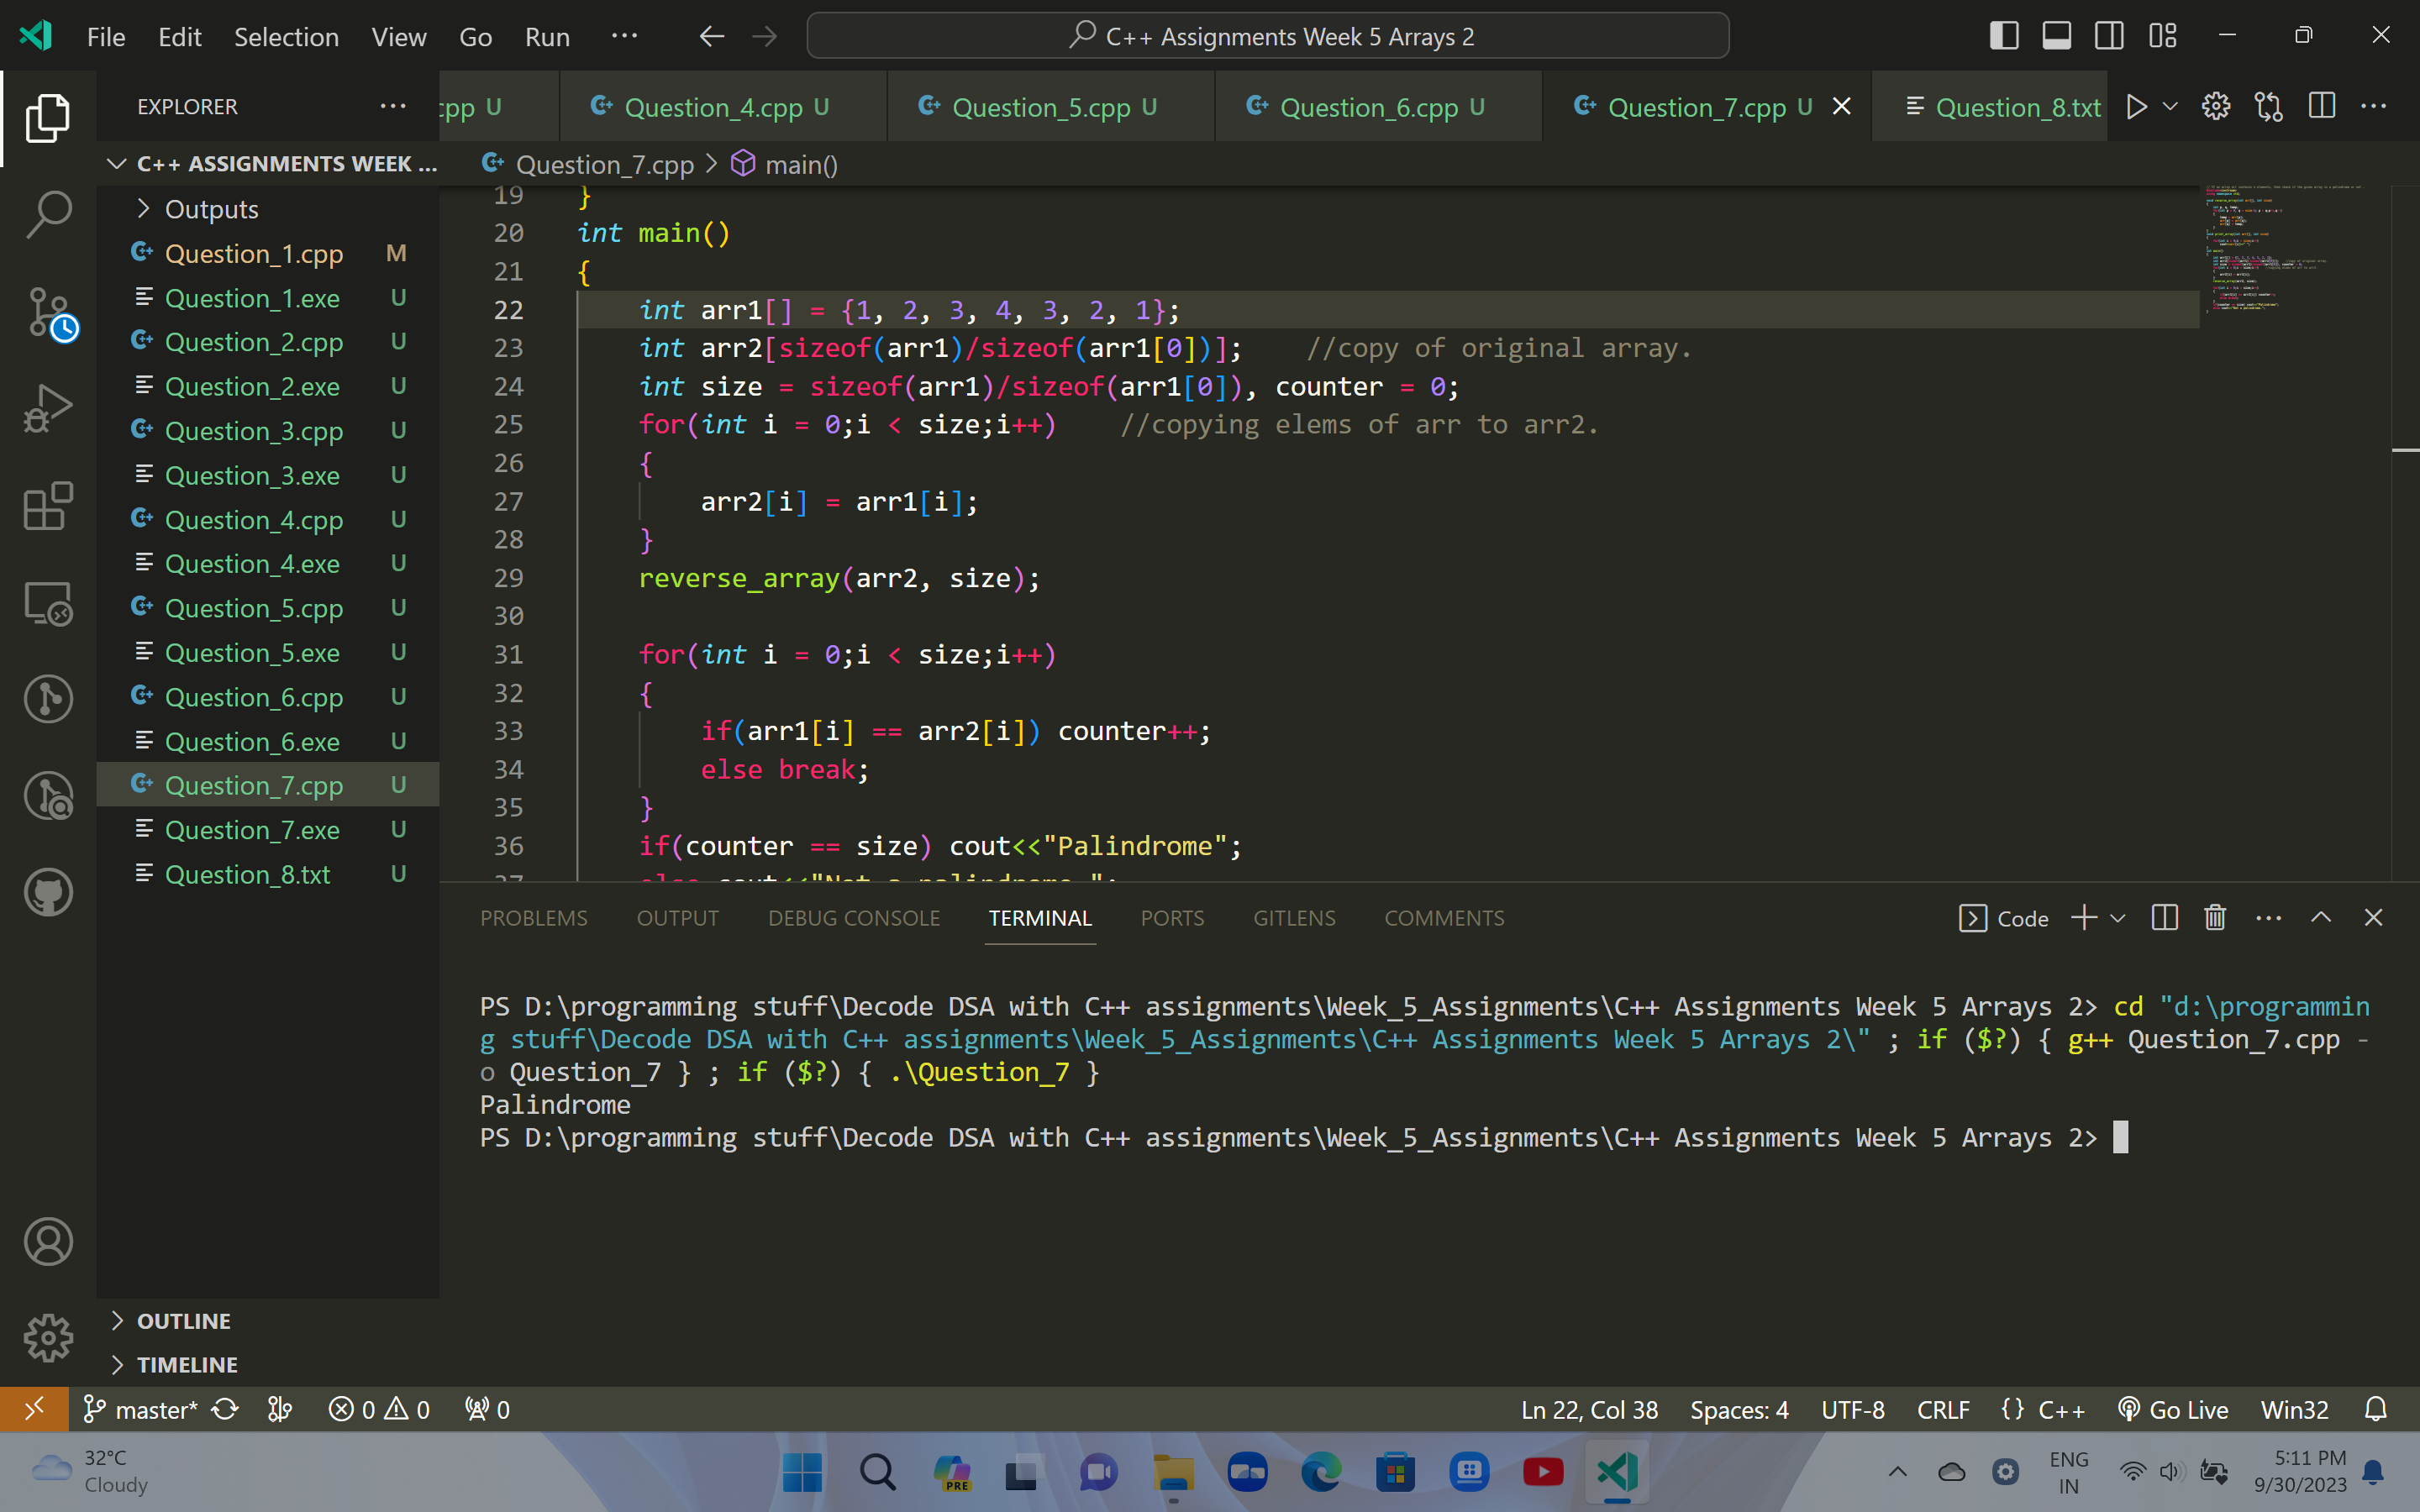 File Edit Selection View Go Run ··· C++ Assignments Week 5 Arrays 2
EXPLORER ···
cpp U Question_4.cpp U Question_5.cpp U Question_6.cpp U Question_7.cpp U Question_8.txt
C++ ASSIGNMENTS WEEK ...
Question_7.cpp > main()
Outputs
Question_1.cpp M
Question_1.exe U
Question_2.cpp U
Question_2.exe U
Question_3.cpp U
Question_3.exe U
Question_4.cpp U
Question_4.exe U
Question_5.cpp U
Question_5.exe U
Question_6.cpp U
Question_6.exe U
Question_7.cpp U
Question_7.exe U
Question_8.txt U
OUTLINE
TIMELINE
19 }
20 int main()
21 {
22 int arr1[] = {1, 2, 3, 4, 3, 2, 1};
23 int arr2[sizeof(arr1)/sizeof(arr1[0])]; //copy of original array.
24 int size = sizeof(arr1)/sizeof(arr1[0]), counter = 0;
25 for(int i = 0;i < size;i++) //copying elems of arr to arr2.
26 {
27 arr2[i] = arr1[i];
28 }
29 reverse_array(arr2, size);
30
31 for(int i = 0;i < size;i++)
32 {
33 if(arr1[i] == arr2[i]) counter++;
34 else break;
35 }
36 if(counter == size) cout<<"Palindrome";
37 else cout<<"Not a palindrome.";
PROBLEMS OUTPUT DEBUG CONSOLE TERMINAL PORTS GITLENS COMMENTS Code
PS D:\programming stuff\Decode DSA with C++ assignments\Week_5_Assignments\C++ Assignments Week 5 Arrays 2> cd "d:\programmin
g stuff\Decode DSA with C++ assignments\Week_5_Assignments\C++ Assignments Week 5 Arrays 2\" ; if ($?) { g++ Question_7.cpp -
o Question_7 } ; if ($?) { .\Question_7 }
Palindrome
PS D:\programming stuff\Decode DSA with C++ assignments\Week_5_Assignments\C++ Assignments Week 5 Arrays 2>
master* 0 0 0 Ln 22, Col 38 Spaces: 4 UTF-8 CRLF {} C++ Go Live Win32
32°C
Cloudy
PRE
ENG
IN
5:11 PM
9/30/2023